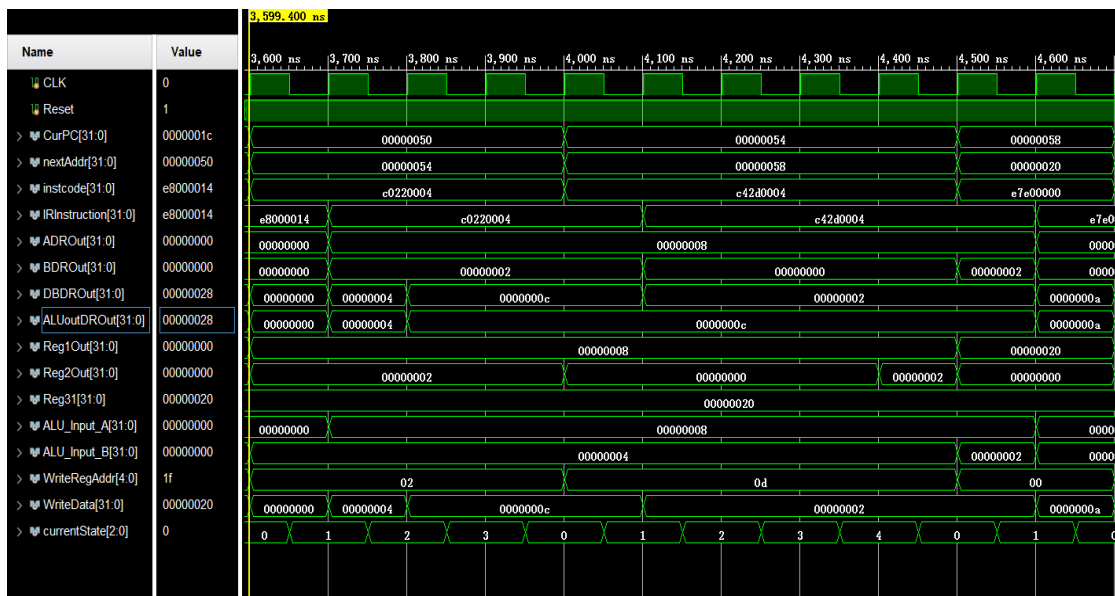 3,599.400 ns
Name Value
3,600 ns 3,700 ns 3,800 ns 3,900 ns 4,000 ns 4,100 ns 4,200 ns 4,300 ns 4,400 ns 4,500 ns 4,600 ns
CLK 0
Reset 1
CurPC[31:0] 0000001c 00000050 00000054 00000058
nextAddr[31:0] 00000050 00000054 00000058 00000020
instcode[31:0] e8000014 c0220004 c42d0004 e7e00000
IRInstruction[31:0] e8000014 e8000014 c0220004 c42d0004 e7e0
ADROut[31:0] 00000000 00000000 00000008 0000
BDROut[31:0] 00000000 00000000 00000002 00000000 00000002 0000
DBDROut[31:0] 00000028 00000000 00000004 0000000c 00000002 0000000a
ALUoutDROut[31:0] 00000028 00000000 00000004 0000000c 0000000a
Reg1Out[31:0] 00000000 00000008 00000020
Reg2Out[31:0] 00000000 00000002 00000000 00000002 00000000
Reg31[31:0] 00000020 00000020
ALU_Input_A[31:0] 00000000 00000000 00000008 0000
ALU_Input_B[31:0] 00000000 00000004 00000002 0000
WriteRegAddr[4:0] 1f 02 0d 00
WriteData[31:0] 00000020 00000000 00000004 0000000c 00000002 0000000a
currentState[2:0] 0 0 1 2 3 0 1 2 3 4 0 1 0